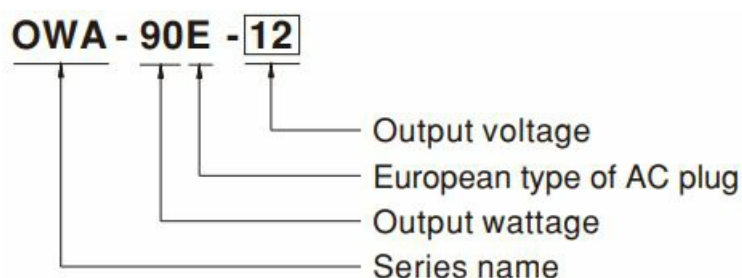 OWA - 90E - 12
Output voltage
European type of AC plug
Output wattage
Series name